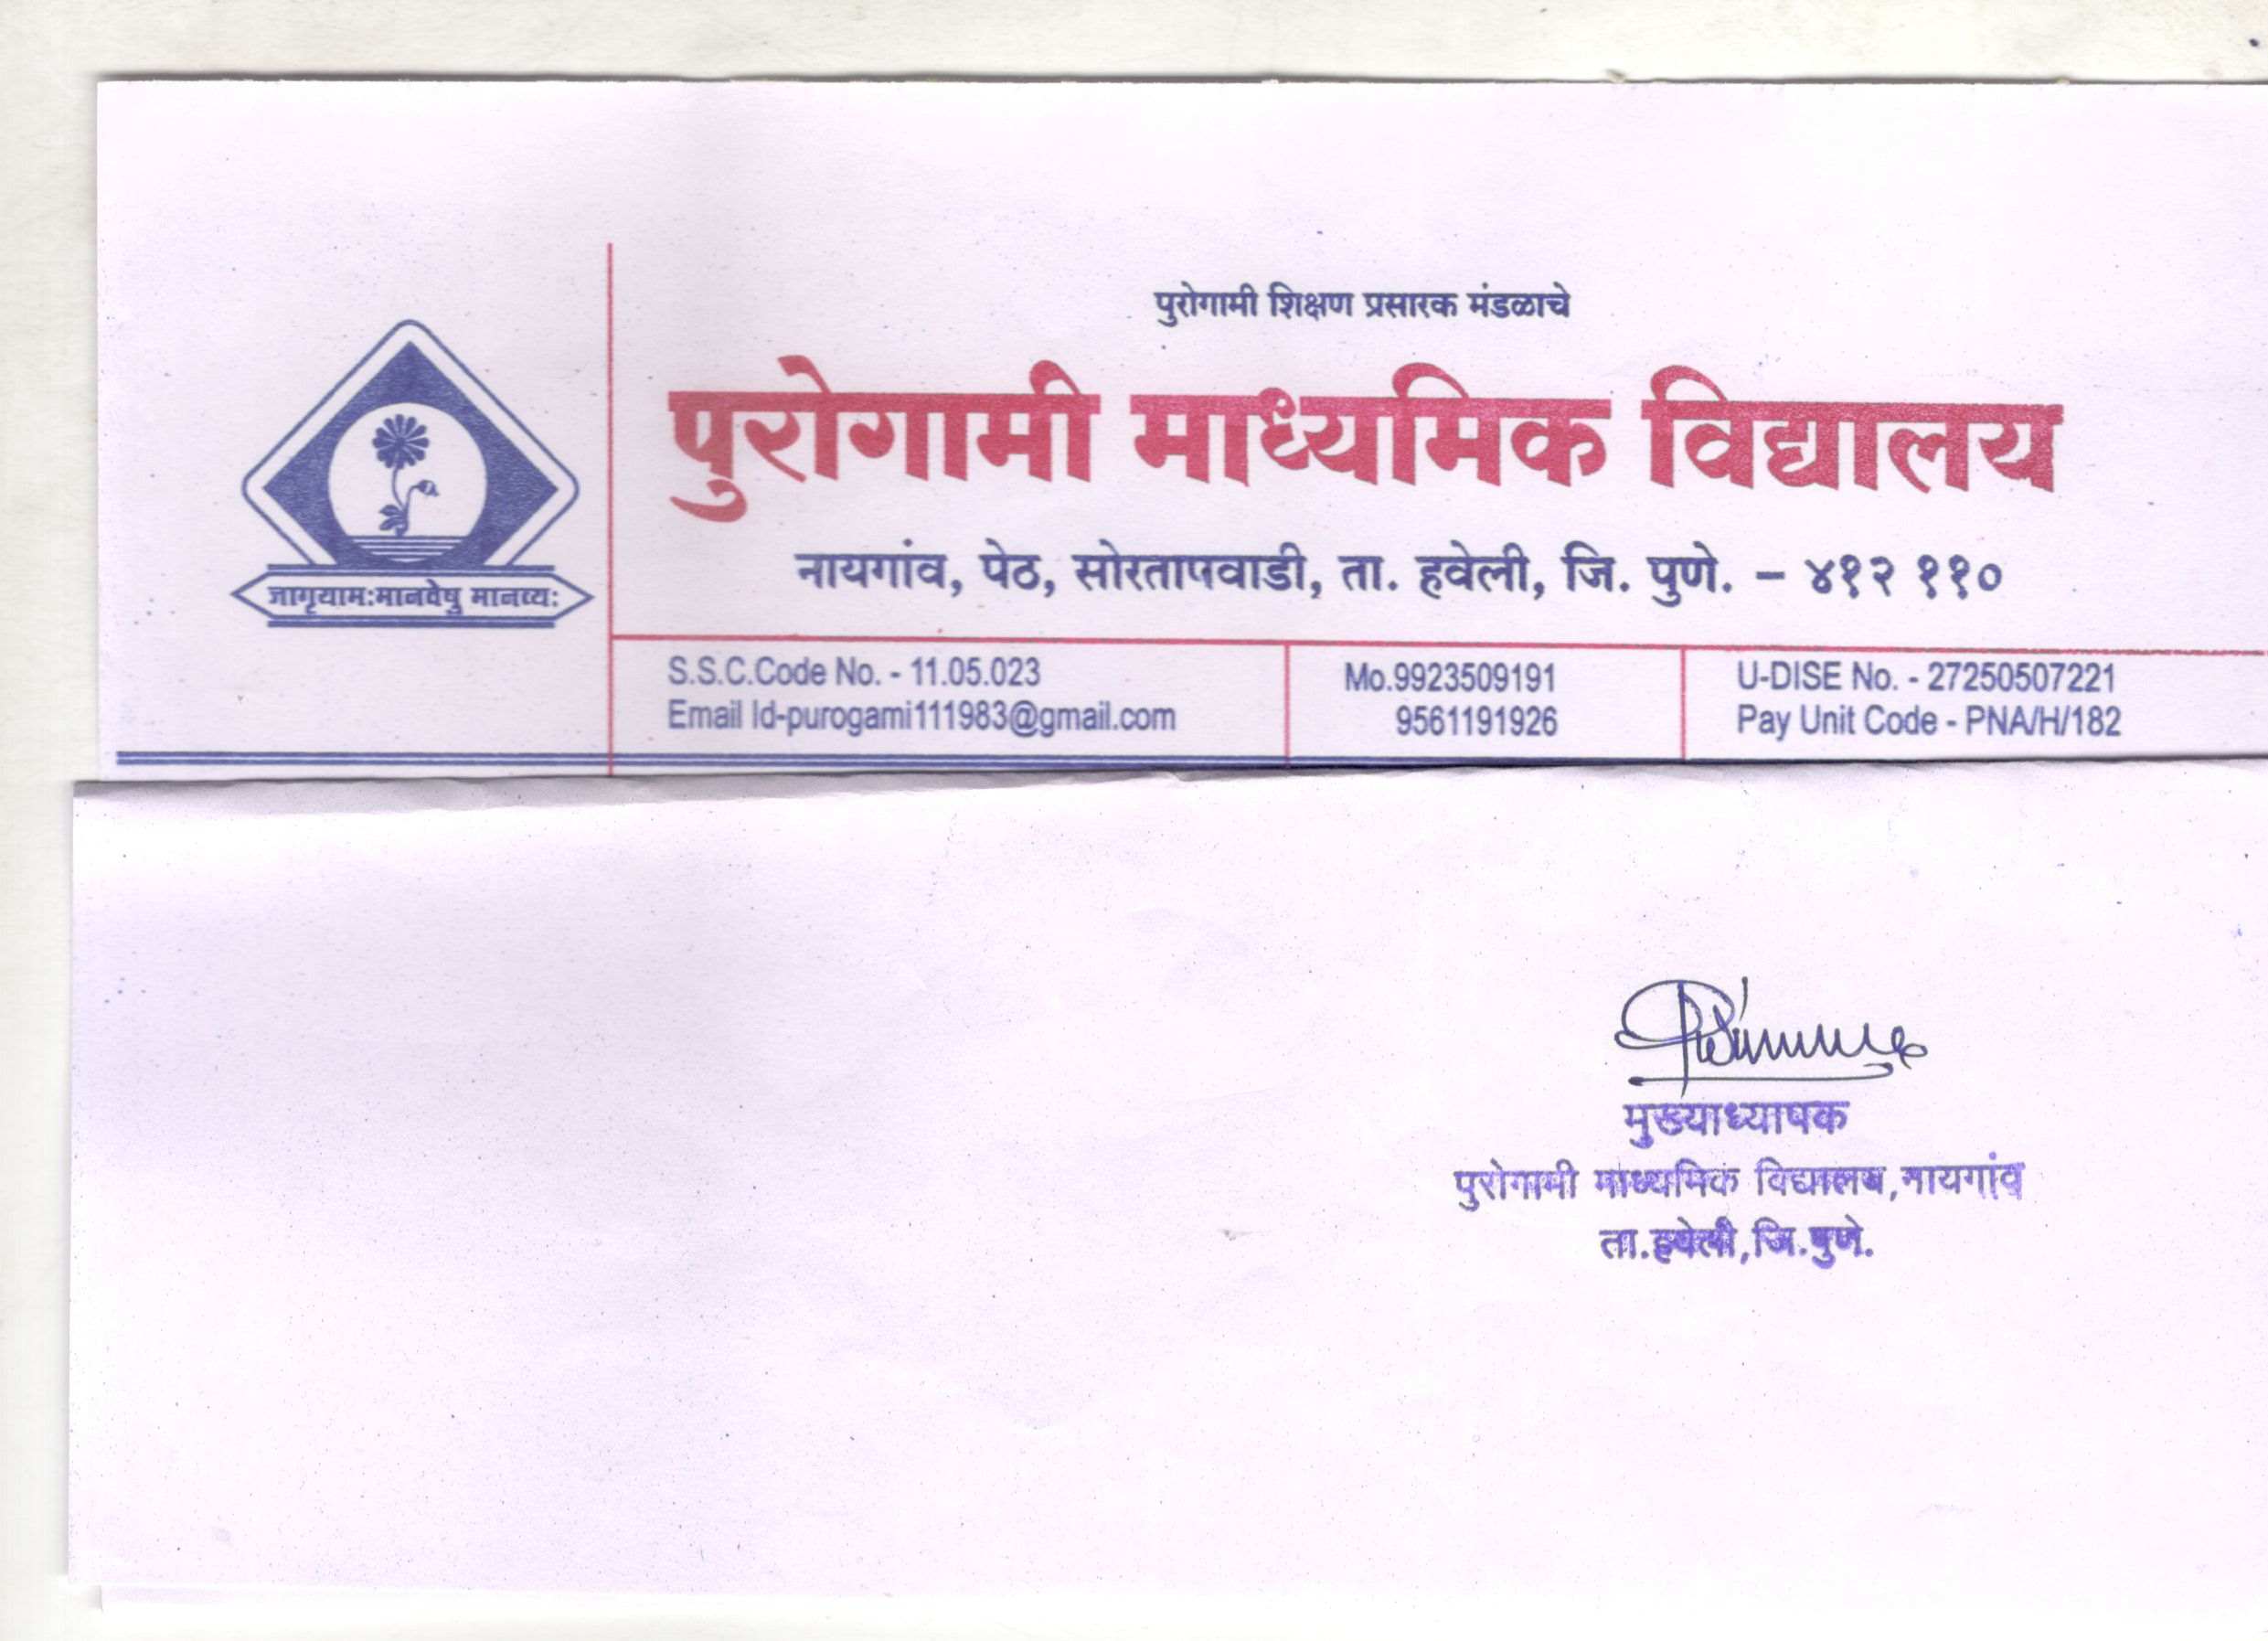 पुरोगामी शिक्षण प्रसारक मंडळाचे
पुरोगामी माध्यमिक विद्यालय
नायगांव, पेठ, सोरतापवाडी, ता. हवेली, जि. पुणे. – ४१२ ११०
जागृयामःमानवेषु मानव्यः
S.S.C.Code No. - 11.05.023
Email Id-purogami111983@gmail.com
Mo.9923509191
9561191926
U-DISE No. - 27250507221
Pay Unit Code - PNA/H/182
मुख्याध्यापक
पुरोगामी माध्यमिक विद्यालय,नायगांव
ता.हवेली,जि.पुणे.